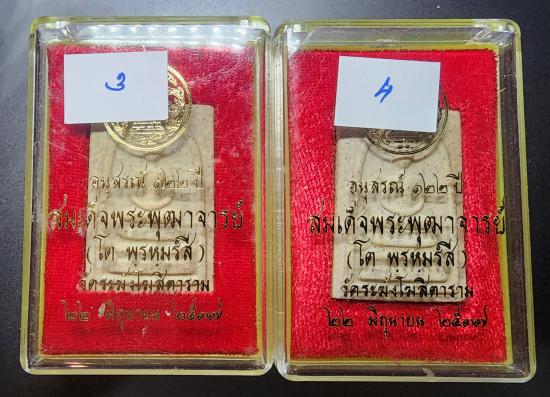 ๓
อนุสรณ์ ๑๒๒ ปี
สมเด็จพระพุฒาจารย์
(โต พรหมรังสี)
วัดระฆังโฆสิตาราม
๒๒ มิถุนายน ๒๕๓๗
๔
อนุสรณ์ ๑๒๒ ปี
สมเด็จพระพุฒาจารย์
(โต พรหมรังสี)
วัดระฆังโฆสิตาราม
๒๒ มิถุนายน ๒๕๓๗